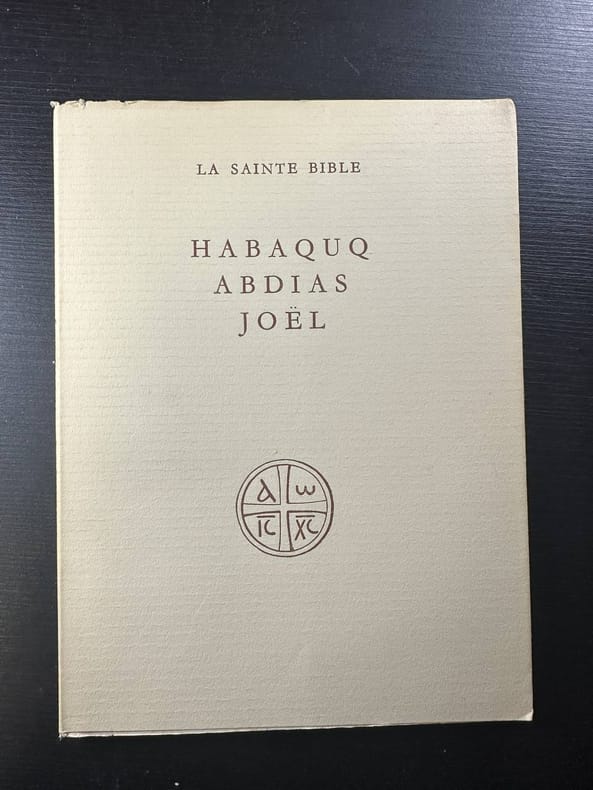 LA SAINTE BIBLE
HABAQUQ
ABDIAS
JOËL
Α ω
IC XC